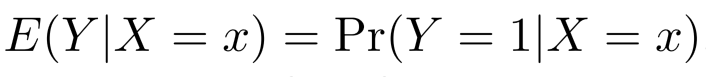 E(Y|X = x) = Pr(Y = 1|X = x)